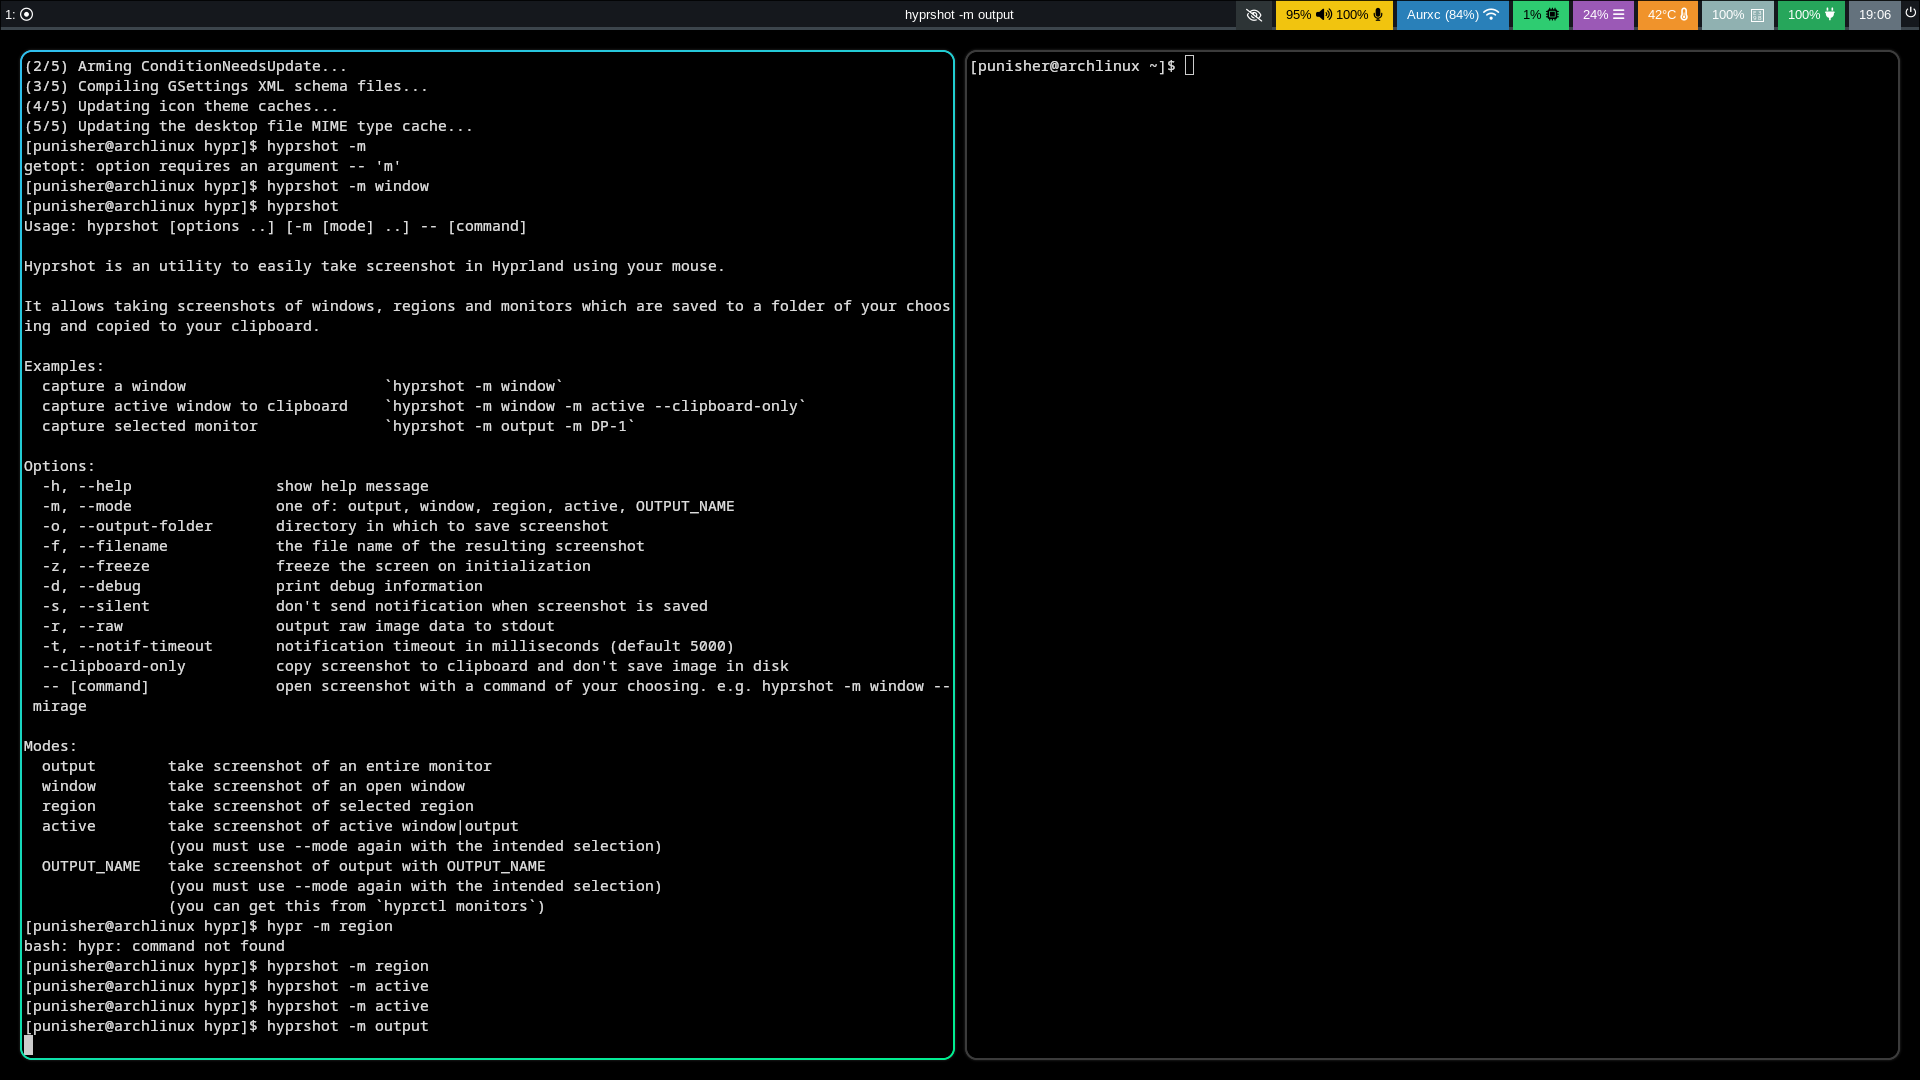 1:
hyprshot -m output
95% 100%
Aurxc (84%)
1%
24%
42°C
100%
100%
19:06
(2/5) Arming ConditionNeedsUpdate...
(3/5) Compiling GSettings XML schema files...
(4/5) Updating icon theme caches...
(5/5) Updating the desktop file MIME type cache...
[punisher@archlinux hypr]$ hyprshot -m
getopt: option requires an argument -- 'm'
[punisher@archlinux hypr]$ hyprshot -m window
[punisher@archlinux hypr]$ hyprshot
Usage: hyprshot [options ..] [-m [mode] ..] -- [command]

Hyprshot is an utility to easily take screenshot in Hyprland using your mouse.

It allows taking screenshots of windows, regions and monitors which are saved to a folder of your choos
ing and copied to your clipboard.

Examples:
  capture a window                      `hyprshot -m window`
  capture active window to clipboard    `hyprshot -m window -m active --clipboard-only`
  capture selected monitor              `hyprshot -m output -m DP-1`

Options:
  -h, --help                show help message
  -m, --mode                one of: output, window, region, active, OUTPUT_NAME
  -o, --output-folder       directory in which to save screenshot
  -f, --filename            the file name of the resulting screenshot
  -z, --freeze              freeze the screen on initialization
  -d, --debug               print debug information
  -s, --silent              don't send notification when screenshot is saved
  -r, --raw                 output raw image data to stdout
  -t, --notif-timeout       notification timeout in milliseconds (default 5000)
  --clipboard-only          copy screenshot to clipboard and don't save image in disk
  -- [command]              open screenshot with a command of your choosing. e.g. hyprshot -m window --
 mirage

Modes:
  output        take screenshot of an entire monitor
  window        take screenshot of an open window
  region        take screenshot of selected region
  active        take screenshot of active window|output
                (you must use --mode again with the intended selection)
  OUTPUT_NAME   take screenshot of output with OUTPUT_NAME
                (you must use --mode again with the intended selection)
                (you can get this from `hyprctl monitors`)
[punisher@archlinux hypr]$ hypr -m region
bash: hypr: command not found
[punisher@archlinux hypr]$ hyprshot -m region
[punisher@archlinux hypr]$ hyprshot -m active
[punisher@archlinux hypr]$ hyprshot -m active
[punisher@archlinux hypr]$ hyprshot -m output
[punisher@archlinux ~]$